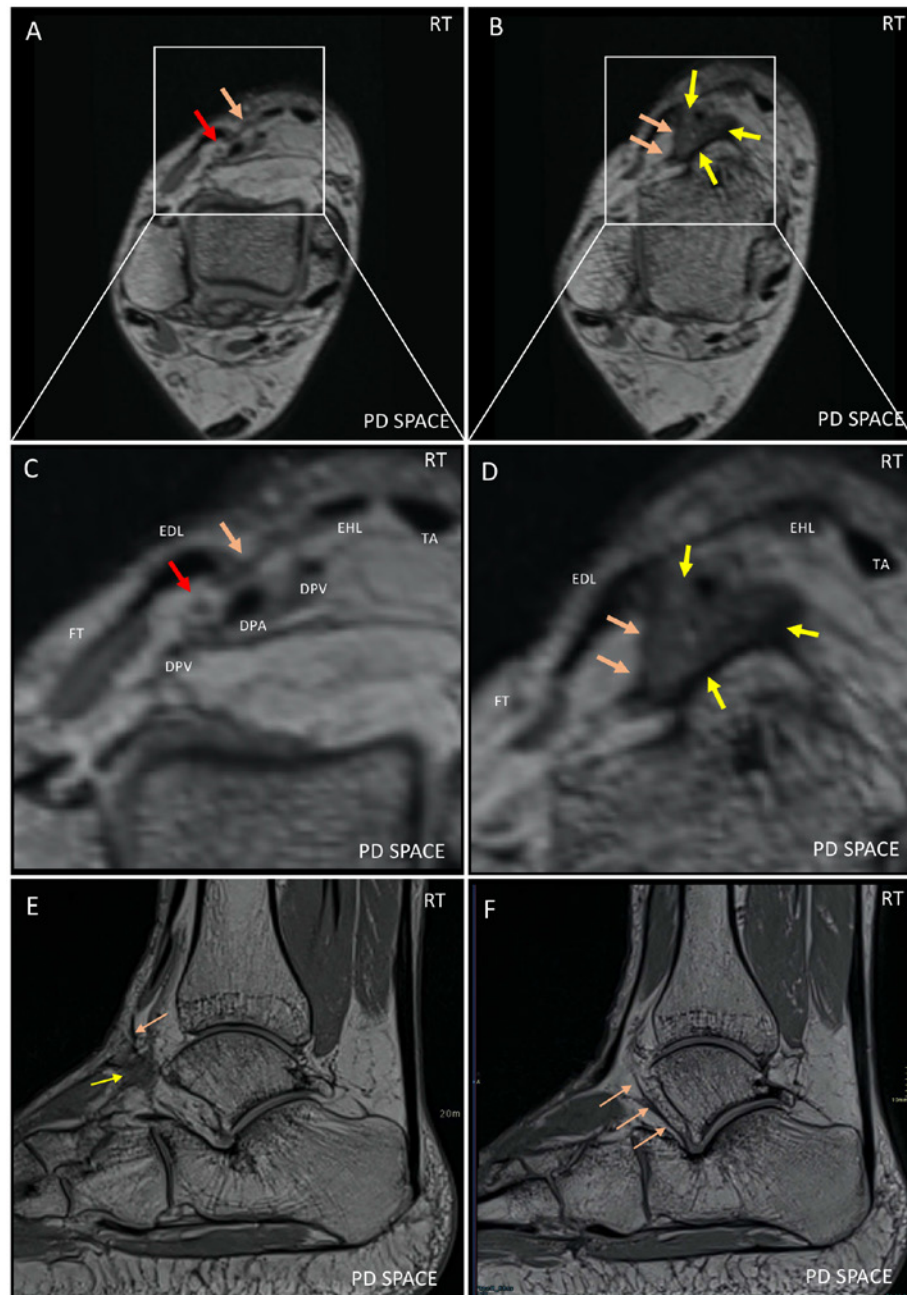 A
RT
PD SPACE
B
RT
PD SPACE
C
RT
EDL
EHL
TA
DPV
FT
DPA
DPV
PD SPACE
D
RT
EHL
EDL
TA
FT
PD SPACE
E
RT
20m
PD SPACE
F
RT
PD SPACE